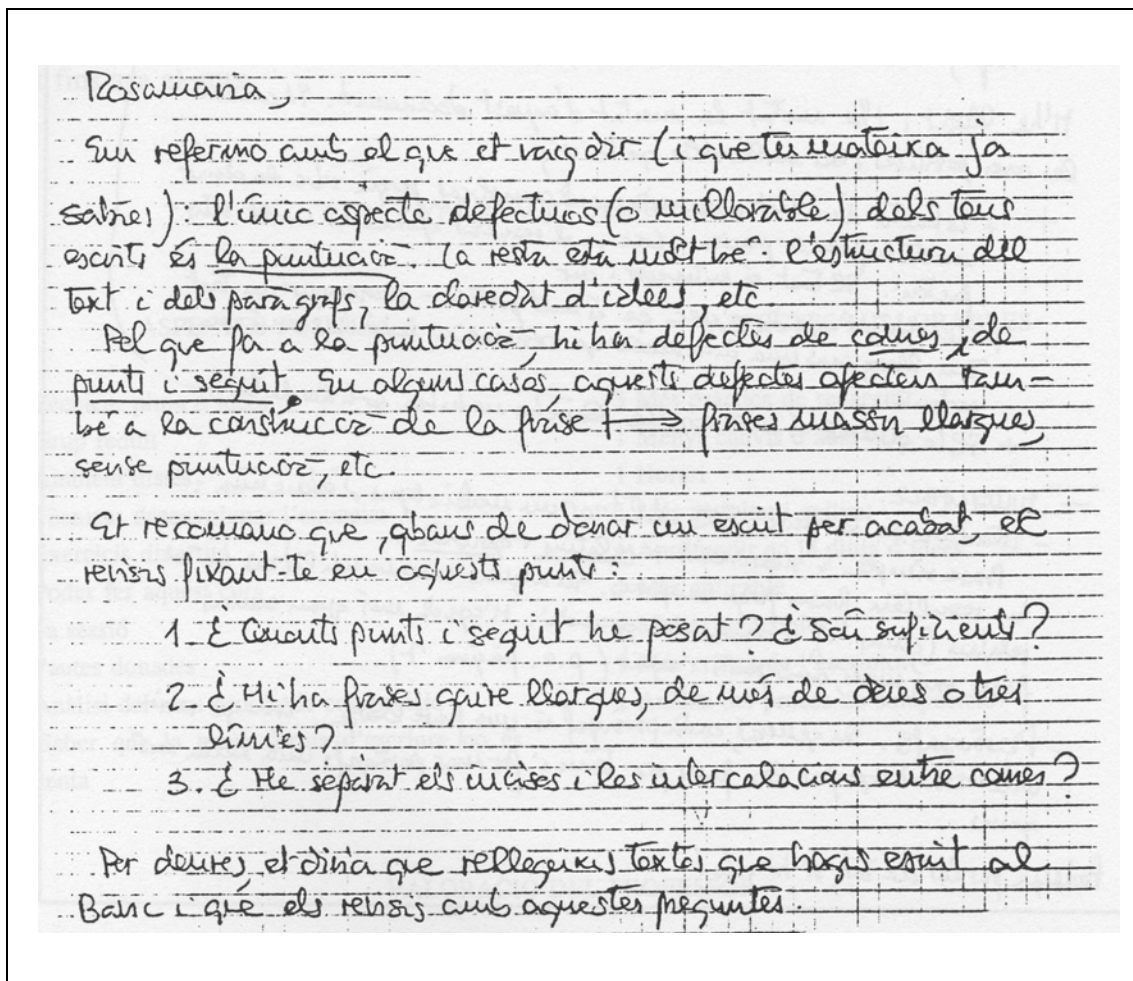 Rosamaria,
Em refermo amb el que et vaig dir (i que tu mateixa ja
sabies): l'únic aspecte defectuós (o millorable) dels teus
escrits és la puntuació. La resta està molt bé: l'estructura del
text i dels paràgrafs, la claredat d'idees, etc.
Pel que fa a la puntuació, hi ha defectes de comes i de
punts i seguit. En alguns casos aquests defectes afecten tam-
bé a la construcció de la frase → frases massa llargues,
sense puntuació etc.
Et recomano que, abans de donar un escrit per acabat, el
revisis fixant-te en aquests punts:
1. ¿Quants punts i seguit he posat? ¿Són suficients?
2. ¿Hi ha frases gaire llargues, de més de dues o tres
línies?
3. ¿He separat els incisos i les intercalacions entre comes?
Per deures, et diria que rellegeixis textes que hagis escrit al
Banc i que els revisis amb aquestes preguntes.